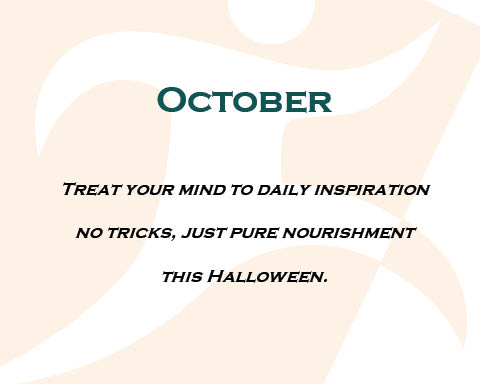 October
Treat your mind to daily inspiration
no tricks, just pure nourishment
this Halloween.